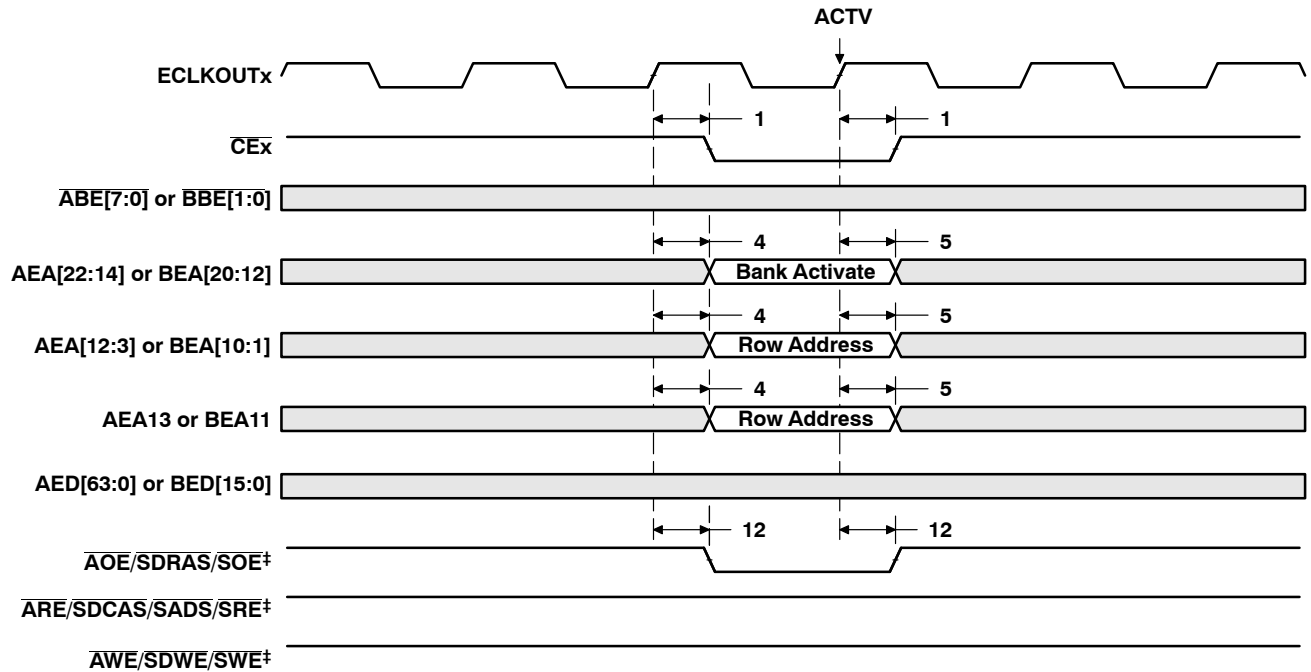 ACTV
ECLKOUTx
1 1
CEx
ABE[7:0] or BBE[1:0]
4 5
AEA[22:14] or BEA[20:12] Bank Activate
4 5
AEA[12:3] or BEA[10:1] Row Address
4 5
AEA13 or BEA11 Row Address
AED[63:0] or BED[15:0]
12 12
AOE/SDRAS/SOE‡
ARE/SDCAS/SADS/SRE‡
AWE/SDWE/SWE‡